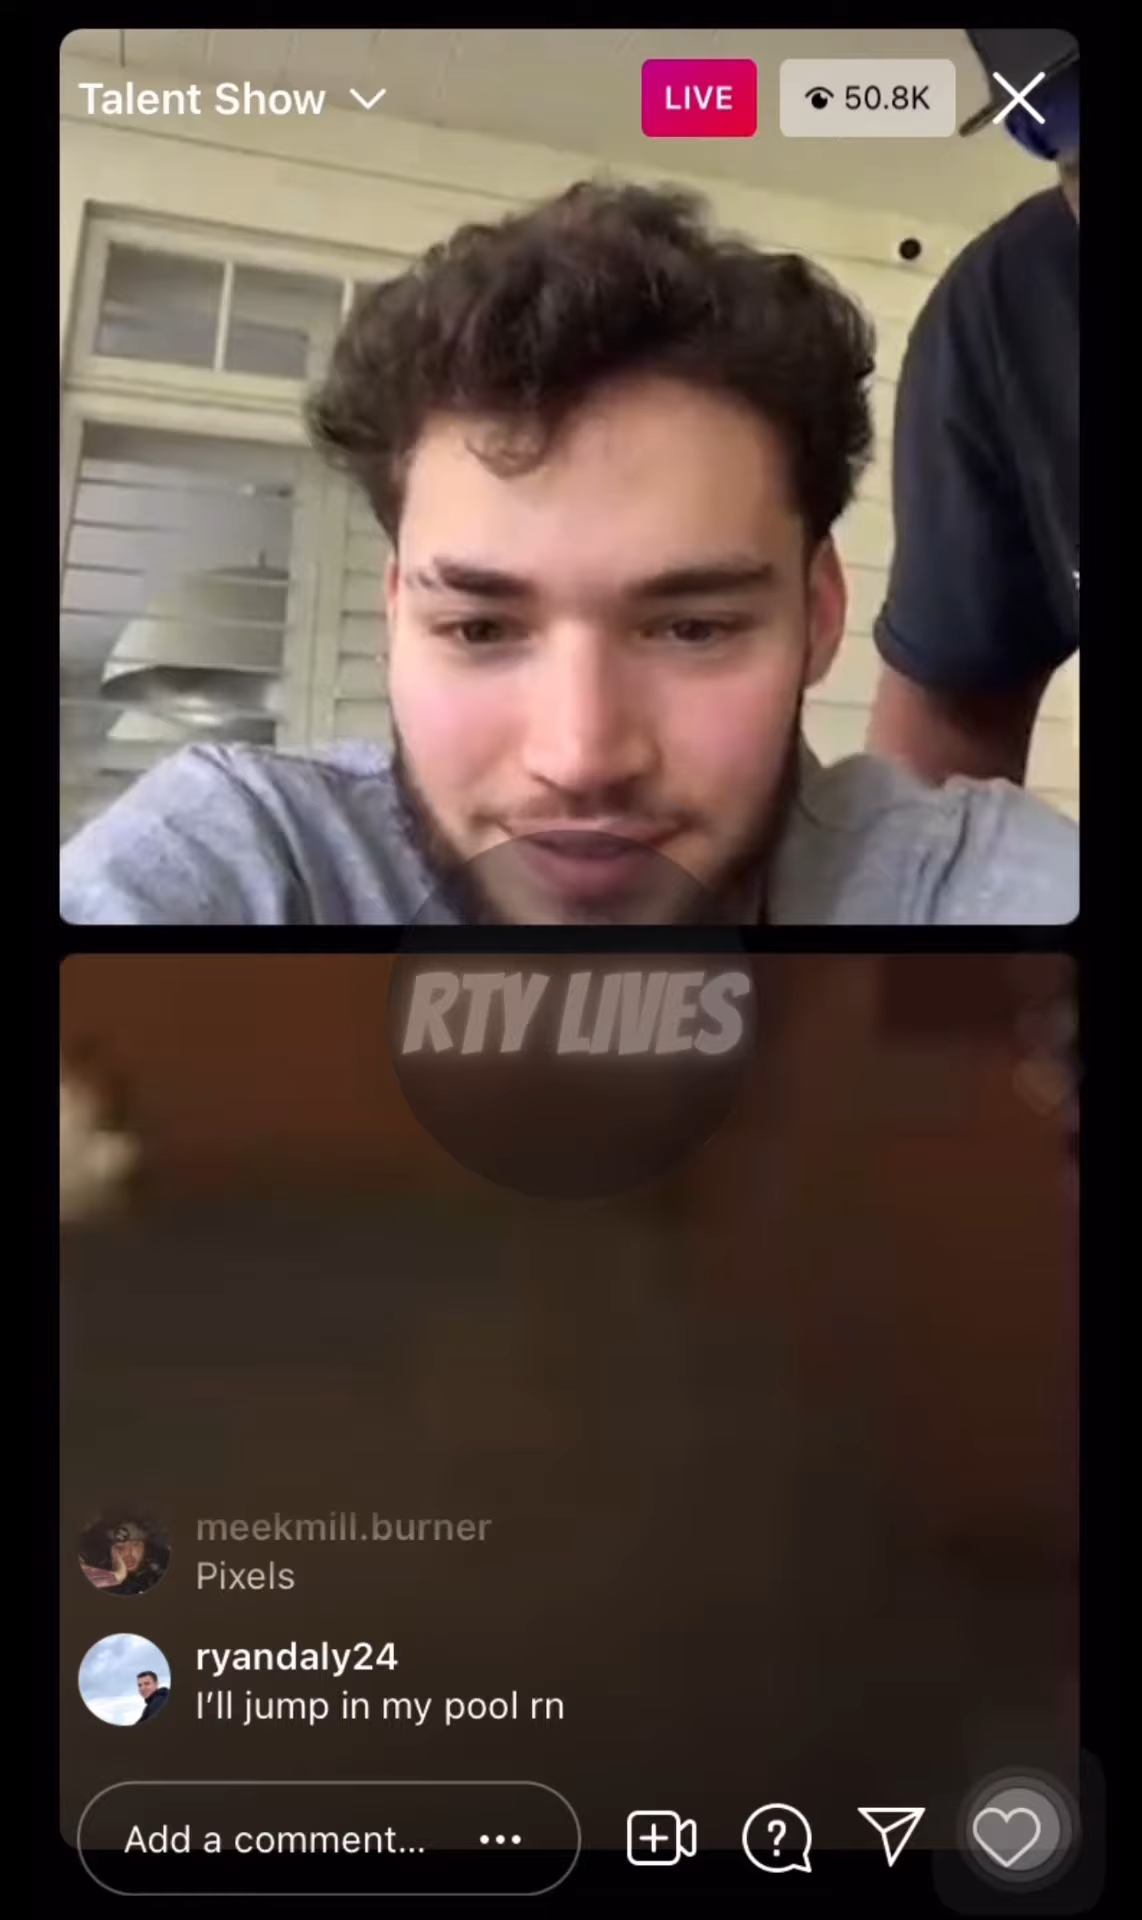 Talent Show
LIVE
50.8K
RTY LIVES
meekmill.burner
Pixels
ryandaly24
I’ll jump in my pool rn
Add a comment...